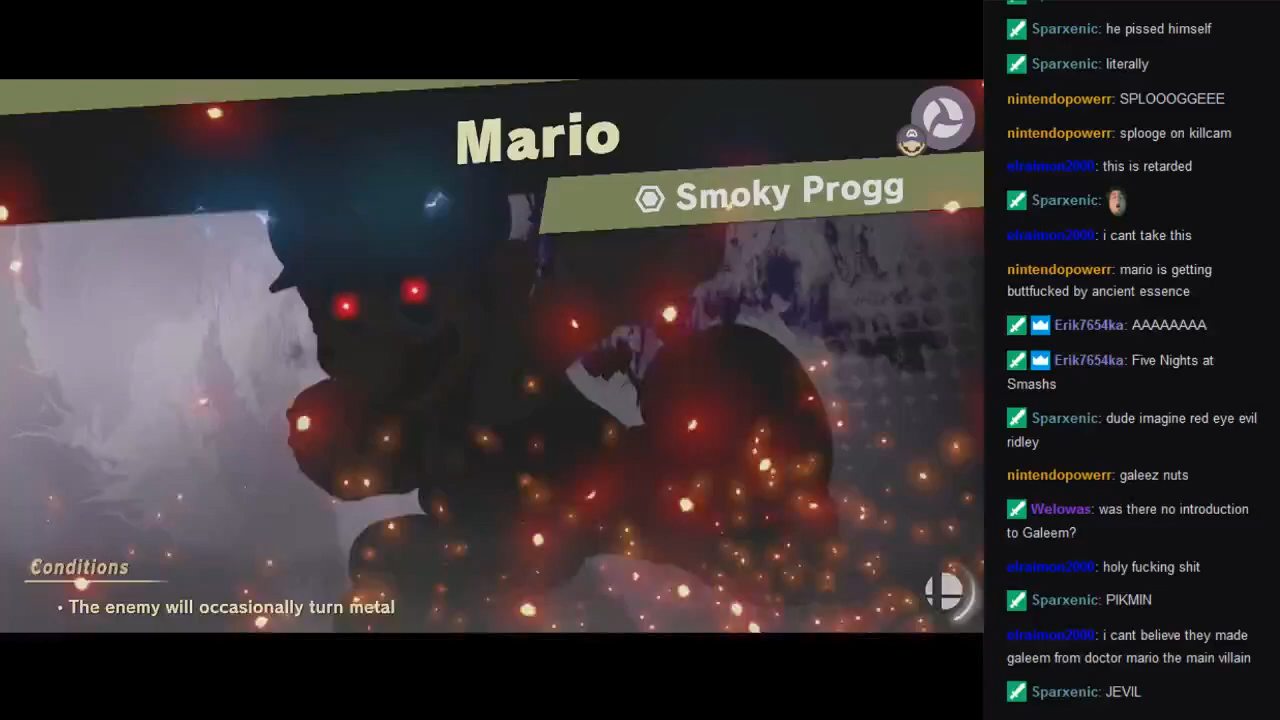 Mario
Smoky Progg
Conditions
• The enemy will occasionally turn metal
Sparxenic: he pissed himself
Sparxenic: literally
nintendopowerr: SPLOOOGGEEE
nintendopowerr: splooge on killcam
elraimon2000: this is retarded
Sparxenic:
elraimon2000: i cant take this
nintendopowerr: mario is getting
buttfucked by ancient essence
Erik7654ka: AAAAAAAA
Erik7654ka: Five Nights at
Smashs
Sparxenic: dude imagine red eye evil
ridley
nintendopowerr: galeez nuts
Welowas: was there no introduction
to Galeem?
elraimon2000: holy fucking shit
Sparxenic: PIKMIN
elraimon2000: i cant believe they made
galeem from doctor mario the main villain
Sparxenic: JEVIL